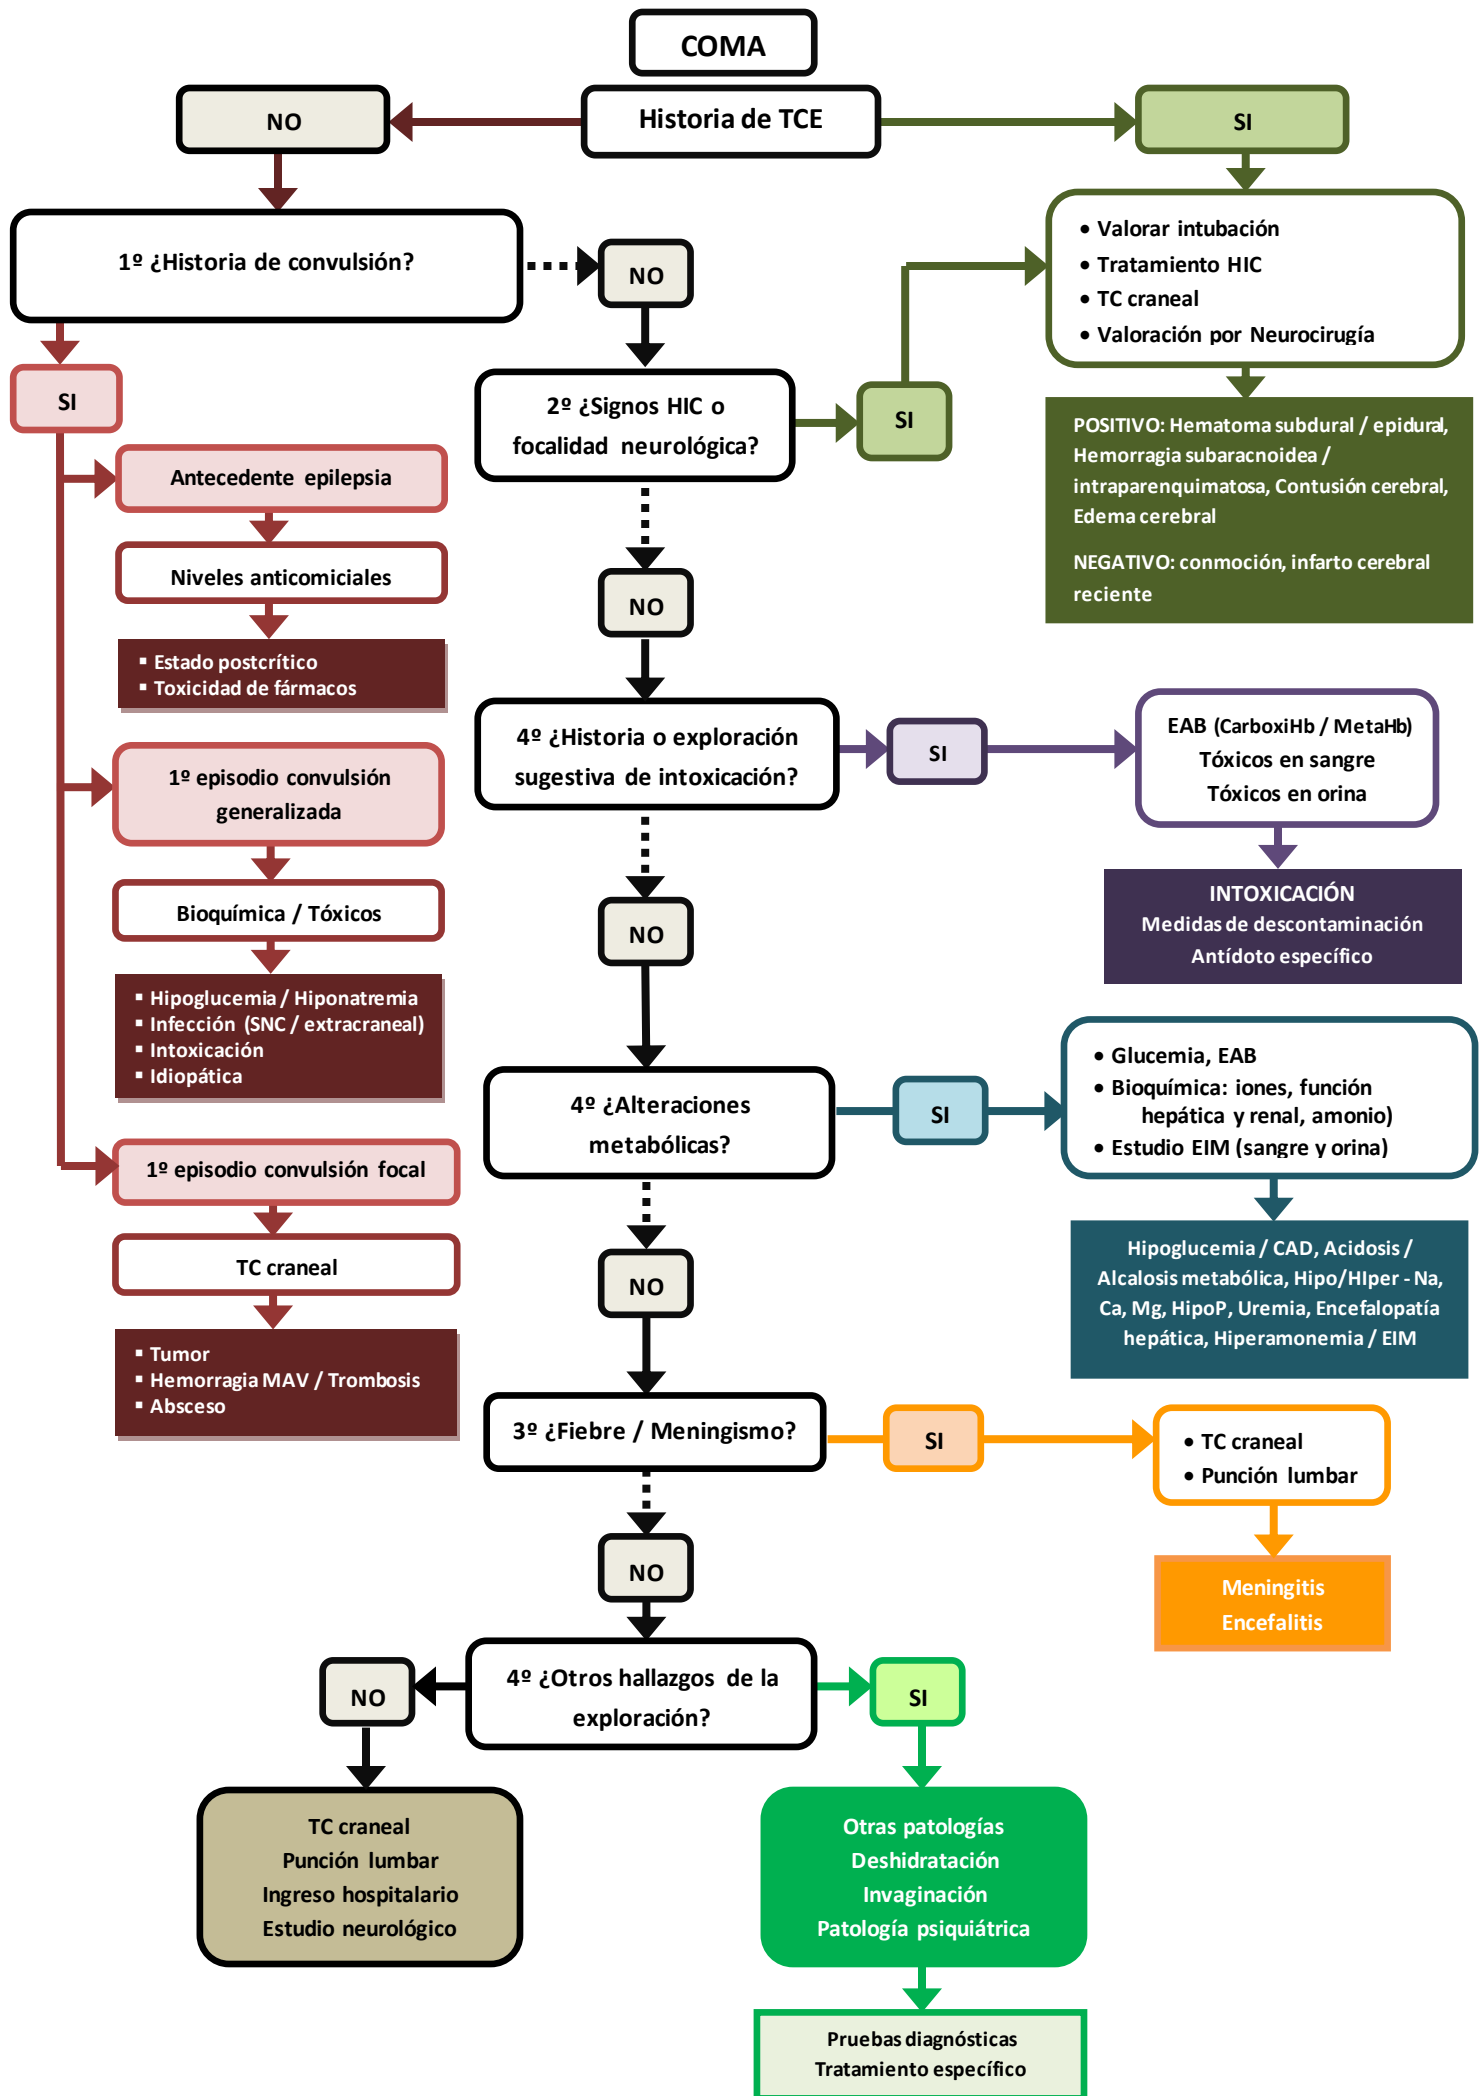 COMA
Historia de TCE
NO
SI
1º ¿Historia de convulsión?
NO
• Valorar intubación
• Tratamiento HIC
• TC craneal
• Valoración por Neurocirugía
SI
2º ¿Signos HIC o
focalidad neurológica?
SI
POSITIVO: Hematoma subdural / epidural,
Hemorragia subaracnoidea /
intraparenquimatosa, Contusión cerebral,
Edema cerebral
NEGATIVO: conmoción, infarto cerebral
reciente
Antecedente epilepsia
Niveles anticomiciales
▪ Estado postcrítico
▪ Toxicidad de fármacos
NO
4º ¿Historia o exploración
sugestiva de intoxicación?
SI
EAB (CarboxiHb / MetaHb)
Tóxicos en sangre
Tóxicos en orina
INTOXICACIÓN
Medidas de descontaminación
Antídoto específico
1º episodio convulsión
generalizada
Bioquímica / Tóxicos
▪ Hipoglucemia / Hiponatremia
▪ Infección (SNC / extracraneal)
▪ Intoxicación
▪ Idiopática
NO
4º ¿Alteraciones
metabólicas?
SI
• Glucemia, EAB
• Bioquímica: iones, función
hepática y renal, amonio)
• Estudio EIM (sangre y orina)
Hipoglucemia / CAD, Acidosis /
Alcalosis metabólica, Hipo/HIper - Na,
Ca, Mg, HipoP, Uremia, Encefalopatía
hepática, Hiperamonemia / EIM
1º episodio convulsión focal
TC craneal
▪ Tumor
▪ Hemorragia MAV / Trombosis
▪ Absceso
NO
3º ¿Fiebre / Meningismo?
SI
• TC craneal
• Punción lumbar
Meningitis
Encefalitis
NO
4º ¿Otros hallazgos de la
exploración?
NO
SI
TC craneal
Punción lumbar
Ingreso hospitalario
Estudio neurológico
Otras patologías
Deshidratación
Invaginación
Patología psiquiátrica
Pruebas diagnósticas
Tratamiento específico